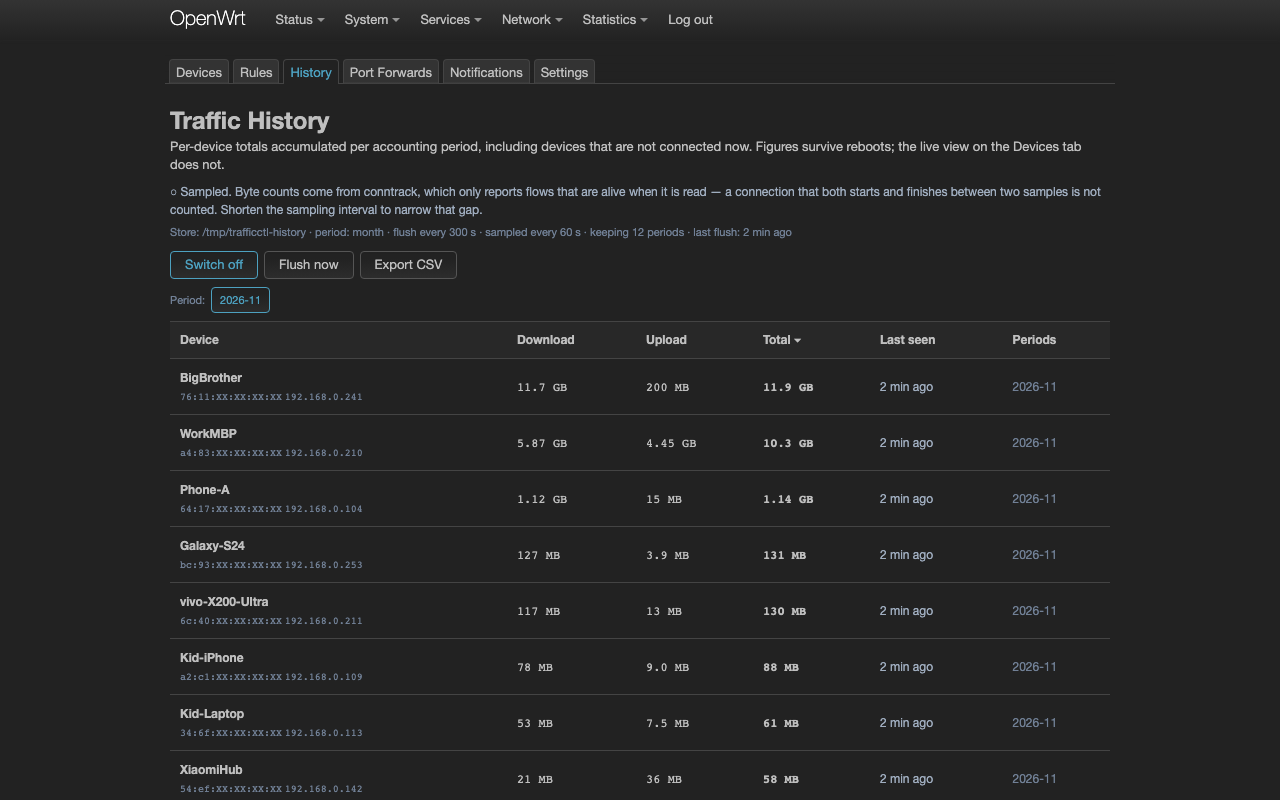 OpenWrt Status System Services Network Statistics Log out
Devices Rules History Port Forwards Notifications Settings
Traffic History
Per-device totals accumulated per accounting period, including devices that are not connected now. Figures survive reboots; the live view on the Devices tab
does not.
○ Sampled. Byte counts come from conntrack, which only reports flows that are alive when it is read — a connection that both starts and finishes between two samples is not
counted. Shorten the sampling interval to narrow that gap.
Store: /tmp/trafficctl-history · period: month · flush every 300 s · sampled every 60 s · keeping 12 periods · last flush: 2 min ago
Switch off Flush now Export CSV
Period: 2026-11
Device Download Upload Total Last seen Periods
BigBrother
76:11:XX:XX:XX:XX 192.168.0.241
11.7 GB 200 MB 11.9 GB 2 min ago 2026-11
WorkMBP
a4:83:XX:XX:XX:XX 192.168.0.210
5.87 GB 4.45 GB 10.3 GB 2 min ago 2026-11
Phone-A
64:17:XX:XX:XX:XX 192.168.0.104
1.12 GB 15 MB 1.14 GB 2 min ago 2026-11
Galaxy-S24
bc:93:XX:XX:XX:XX 192.168.0.253
127 MB 3.9 MB 131 MB 2 min ago 2026-11
vivo-X200-Ultra
6c:40:XX:XX:XX:XX 192.168.0.211
117 MB 13 MB 130 MB 2 min ago 2026-11
Kid-iPhone
a2:c1:XX:XX:XX:XX 192.168.0.109
78 MB 9.0 MB 88 MB 2 min ago 2026-11
Kid-Laptop
34:6f:XX:XX:XX:XX 192.168.0.113
53 MB 7.5 MB 61 MB 2 min ago 2026-11
XiaomiHub
54:ef:XX:XX:XX:XX 192.168.0.142
21 MB 36 MB 58 MB 2 min ago 2026-11